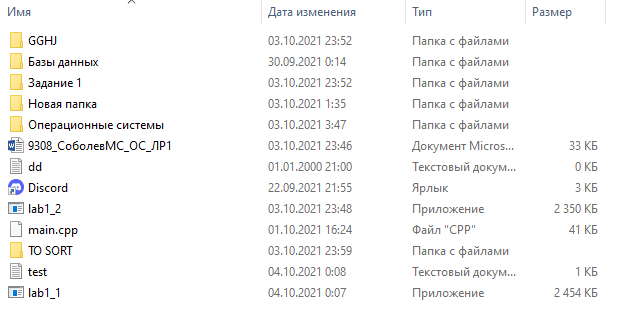 Имя Дата изменения Тип Размер
GGHJ 03.10.2021 23:52 Папка с файлами
Базы данных 30.09.2021 0:14 Папка с файлами
Задание 1 03.10.2021 23:52 Папка с файлами
Новая папка 03.10.2021 1:35 Папка с файлами
Операционные системы 03.10.2021 3:47 Папка с файлами
9308_СоболевМС_ОС_ЛР1 03.10.2021 23:46 Документ Micros... 33 КБ
dd 01.01.2000 21:00 Текстовый докум... 0 КБ
Discord 22.09.2021 21:55 Ярлык 3 КБ
lab1_2 03.10.2021 23:48 Приложение 2 350 КБ
main.cpp 01.10.2021 16:24 Файл "CPP" 41 КБ
TO SORT 03.10.2021 23:59 Папка с файлами
test 04.10.2021 0:08 Текстовый докум... 1 КБ
lab1_1 04.10.2021 0:07 Приложение 2 454 КБ